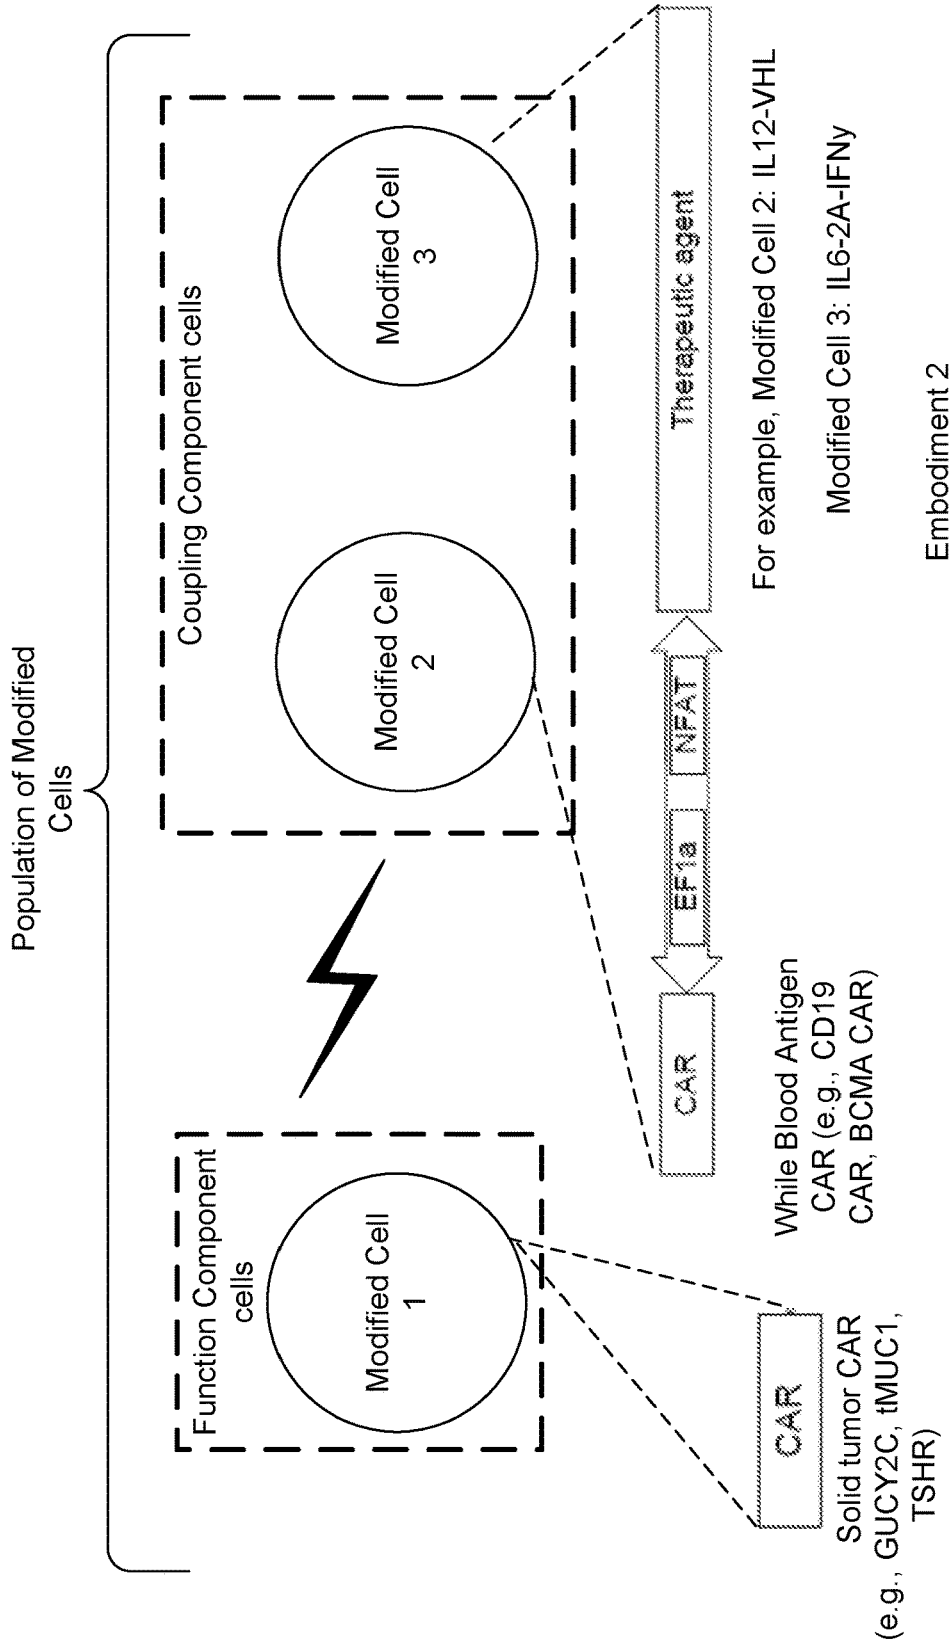 Population of Modified
Cells
Function Component
cells
Modified Cell
1
Coupling Component cells
Modified Cell
2
Modified Cell
3
CAR
Solid tumor CAR
(e.g., GUCY2C, tMUC1,
TSHR)
CAR
EF1a
NFAT
Therapeutic agent
While Blood Antigen
CAR (e.g., CD19
CAR, BCMA CAR)
For example, Modified Cell 2: IL12-VHL
Modified Cell 3: IL6-2A-IFNy
Embodiment 2